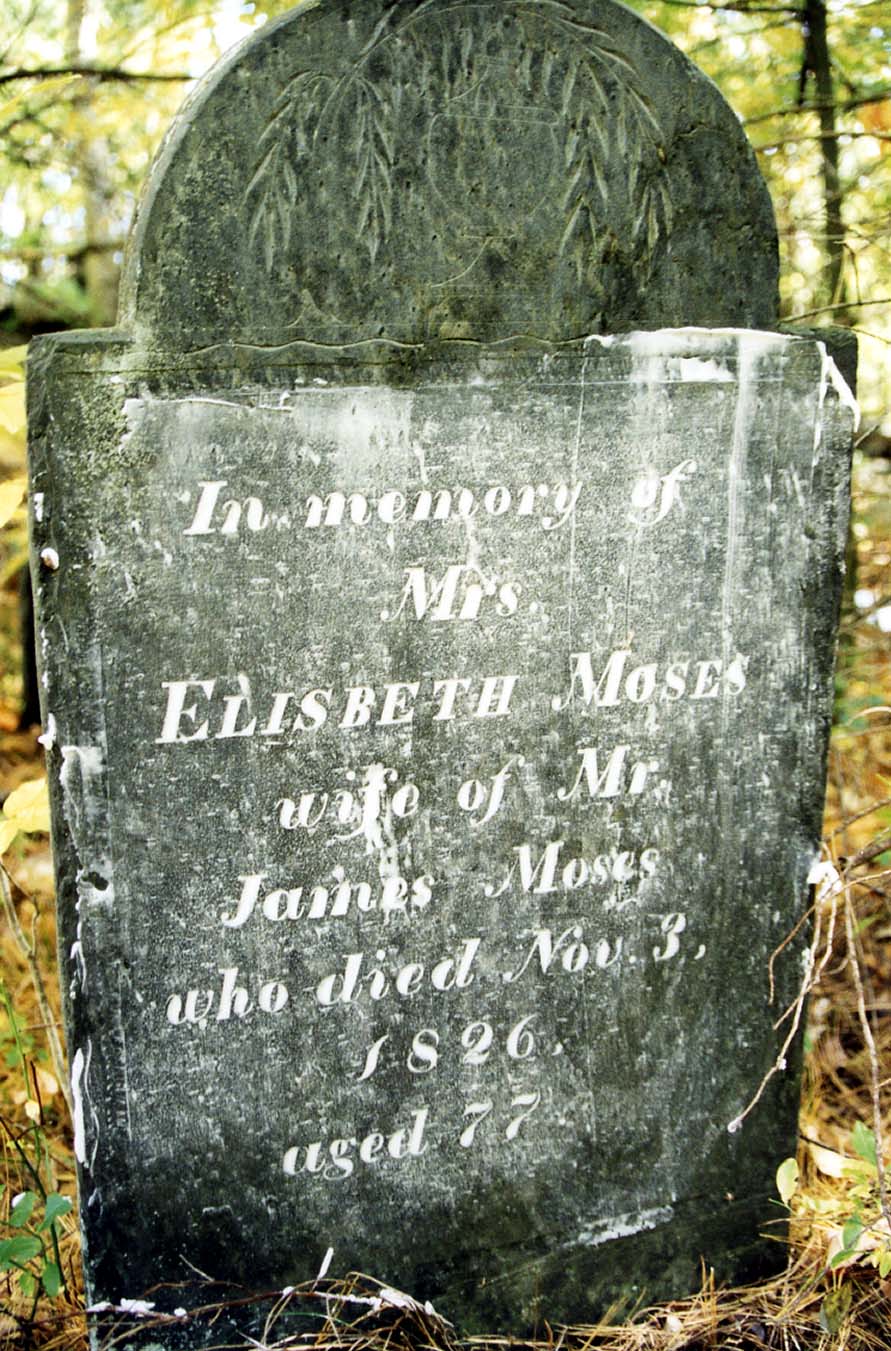 In memory of
Mrs.
ELISBETH MOSES
wife of Mr.
James Moses
who died Nov. 3,
1826.
aged 77